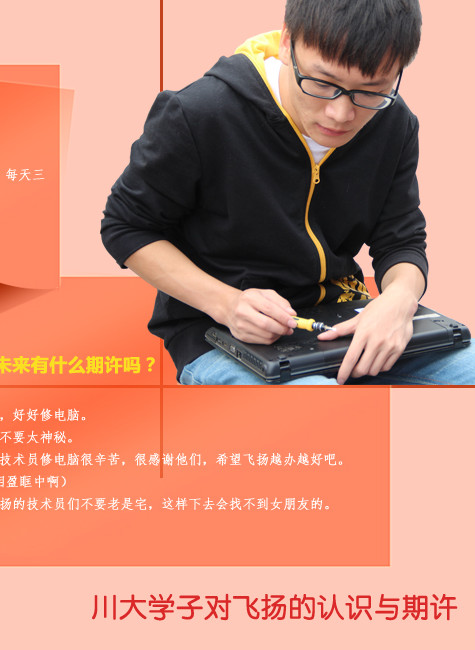 每天三
未来有什么期许吗？
，好好修电脑。
不要太神秘。
技术员修电脑很辛苦，很感谢他们，希望飞扬越办越好吧。
泪盈眶中啊）
扬的技术员们不要老是宅，这样下去会找不到女朋友的。
川大学子对飞扬的认识与期许